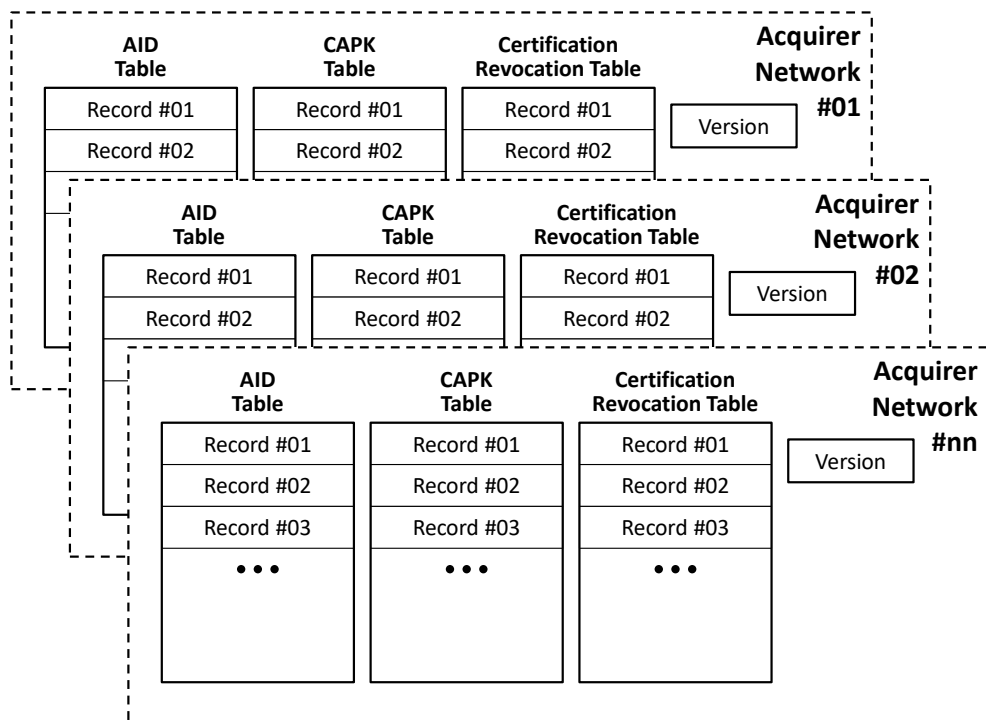 AID
Table
CAPK
Table
Certification
Revocation Table
Acquirer
Network
#01
Record #01
Record #01
Record #01
Version
Record #02
Record #02
Record #02
AID
Table
CAPK
Table
Certification
Revocation Table
Acquirer
Network
#02
Record #01
Record #01
Record #01
Version
Record #02
Record #02
Record #02
AID
Table
CAPK
Table
Certification
Revocation Table
Acquirer
Network
#nn
Record #01
Record #01
Record #01
Version
Record #02
Record #02
Record #02
Record #03
Record #03
Record #03
•••
•••
•••